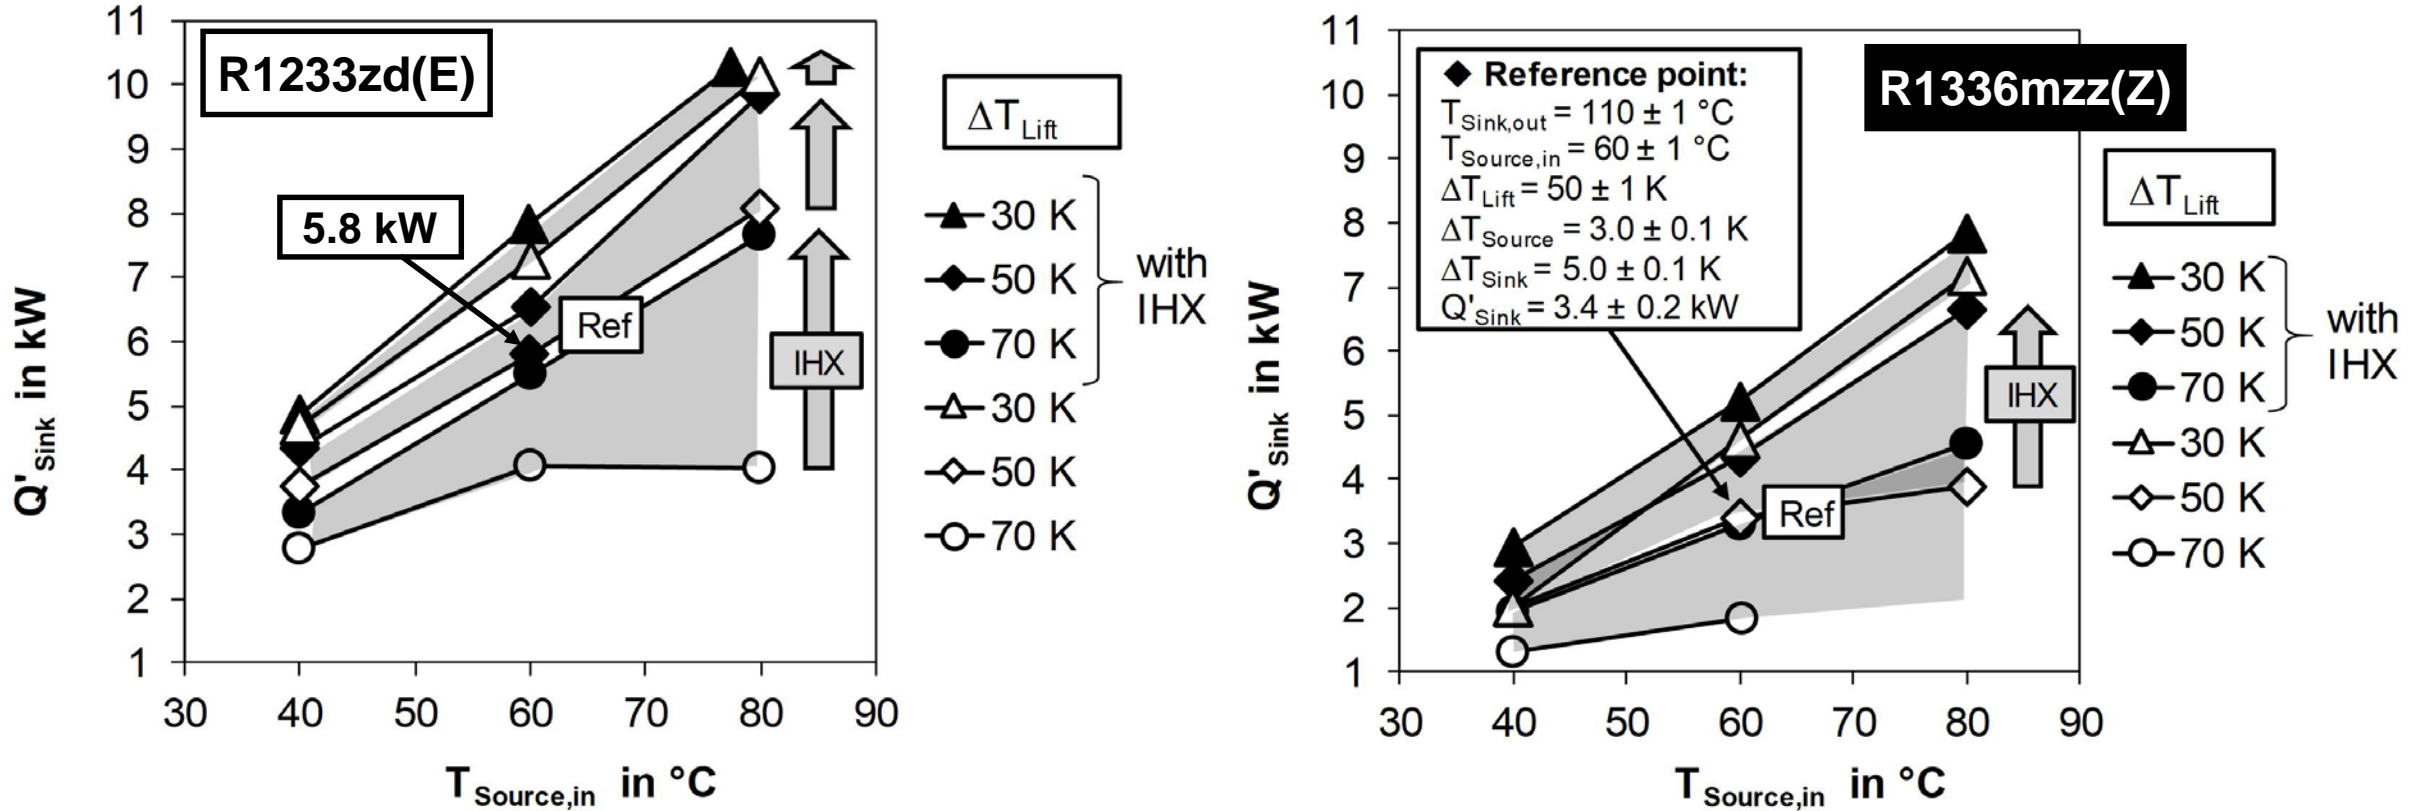 R1233zd(E)
11
10
9
8
7
6
5
4
3
2
1
Q'Sink in kW
5.8 kW
Ref
IHX
30 40 50 60 70 80 90
TSource,in in °C
ΔTLift
30 K
50 K
70 K
with
IHX
30 K
50 K
70 K
R1336mzz(Z)
11
10
9
8
7
6
5
4
3
2
1
Q'Sink in kW
◆ Reference point:
TSink,out = 110 ± 1 °C
TSource,in = 60 ± 1 °C
ΔTLift = 50 ± 1 K
ΔTSource = 3.0 ± 0.1 K
ΔTSink = 5.0 ± 0.1 K
Q'Sink = 3.4 ± 0.2 kW
Ref
IHX
30 40 50 60 70 80 90
TSource,in in °C
ΔTLift
30 K
50 K
70 K
with
IHX
30 K
50 K
70 K